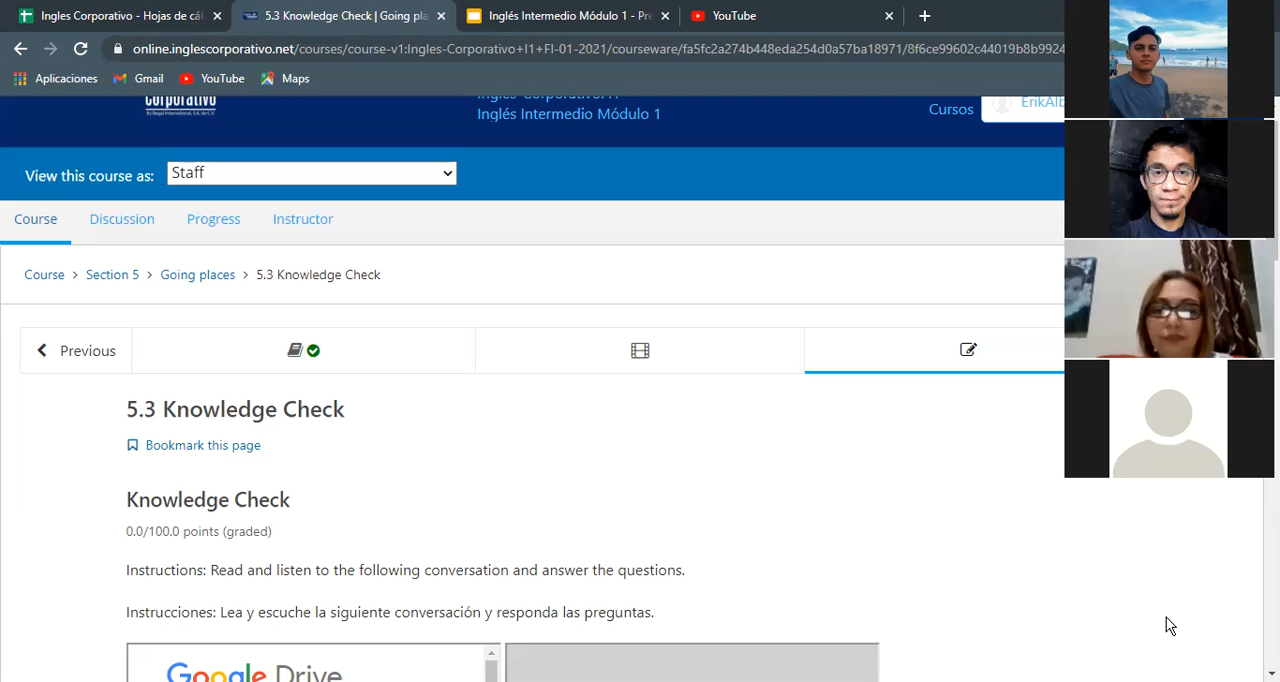 Ingles Corporativo - Hojas de cál
5.3 Knowledge Check | Going pla
Inglés Intermedio Módulo 1 - Pre
YouTube
online.inglescorporativo.net/courses/course-v1:Ingles-Corporativo+I1+FI-01-2021/courseware/fa5fc2a274b448eda254d0a57ba18971/8f6ce99602c44019b8b9924
Aplicaciones
Gmail
YouTube
Maps
Corporativo
Inglés Intermedio Módulo 1
Cursos
ErikAlb
View this course as:
Staff
Course
Discussion
Progress
Instructor
Course > Section 5 > Going places > 5.3 Knowledge Check
Previous
5.3 Knowledge Check
Bookmark this page
Knowledge Check
0.0/100.0 points (graded)
Instructions: Read and listen to the following conversation and answer the questions.
Instrucciones: Lea y escuche la siguiente conversación y responda las preguntas.
Google Drive